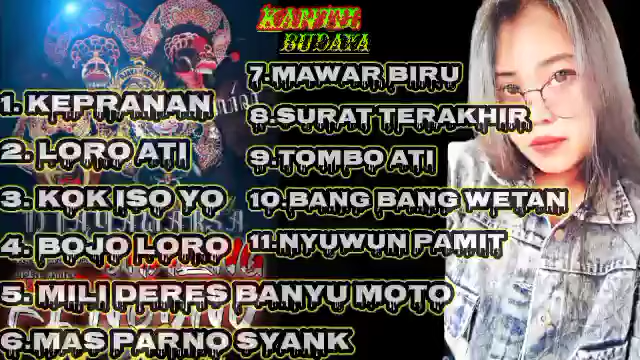 KANTIL
BUDAYA
1. KEPRANAN
2. LORO ATI
3. KOK ISO YO
4. BOJO LORO
5. MILI DERES BANYU MOTO
6.MAS PARNO SYANK
7.MAWAR BIRU
8.SURAT TERAKHIR
9.TOMBO ATI
10.BANG BANG WETAN
11.NYUWUN PAMIT